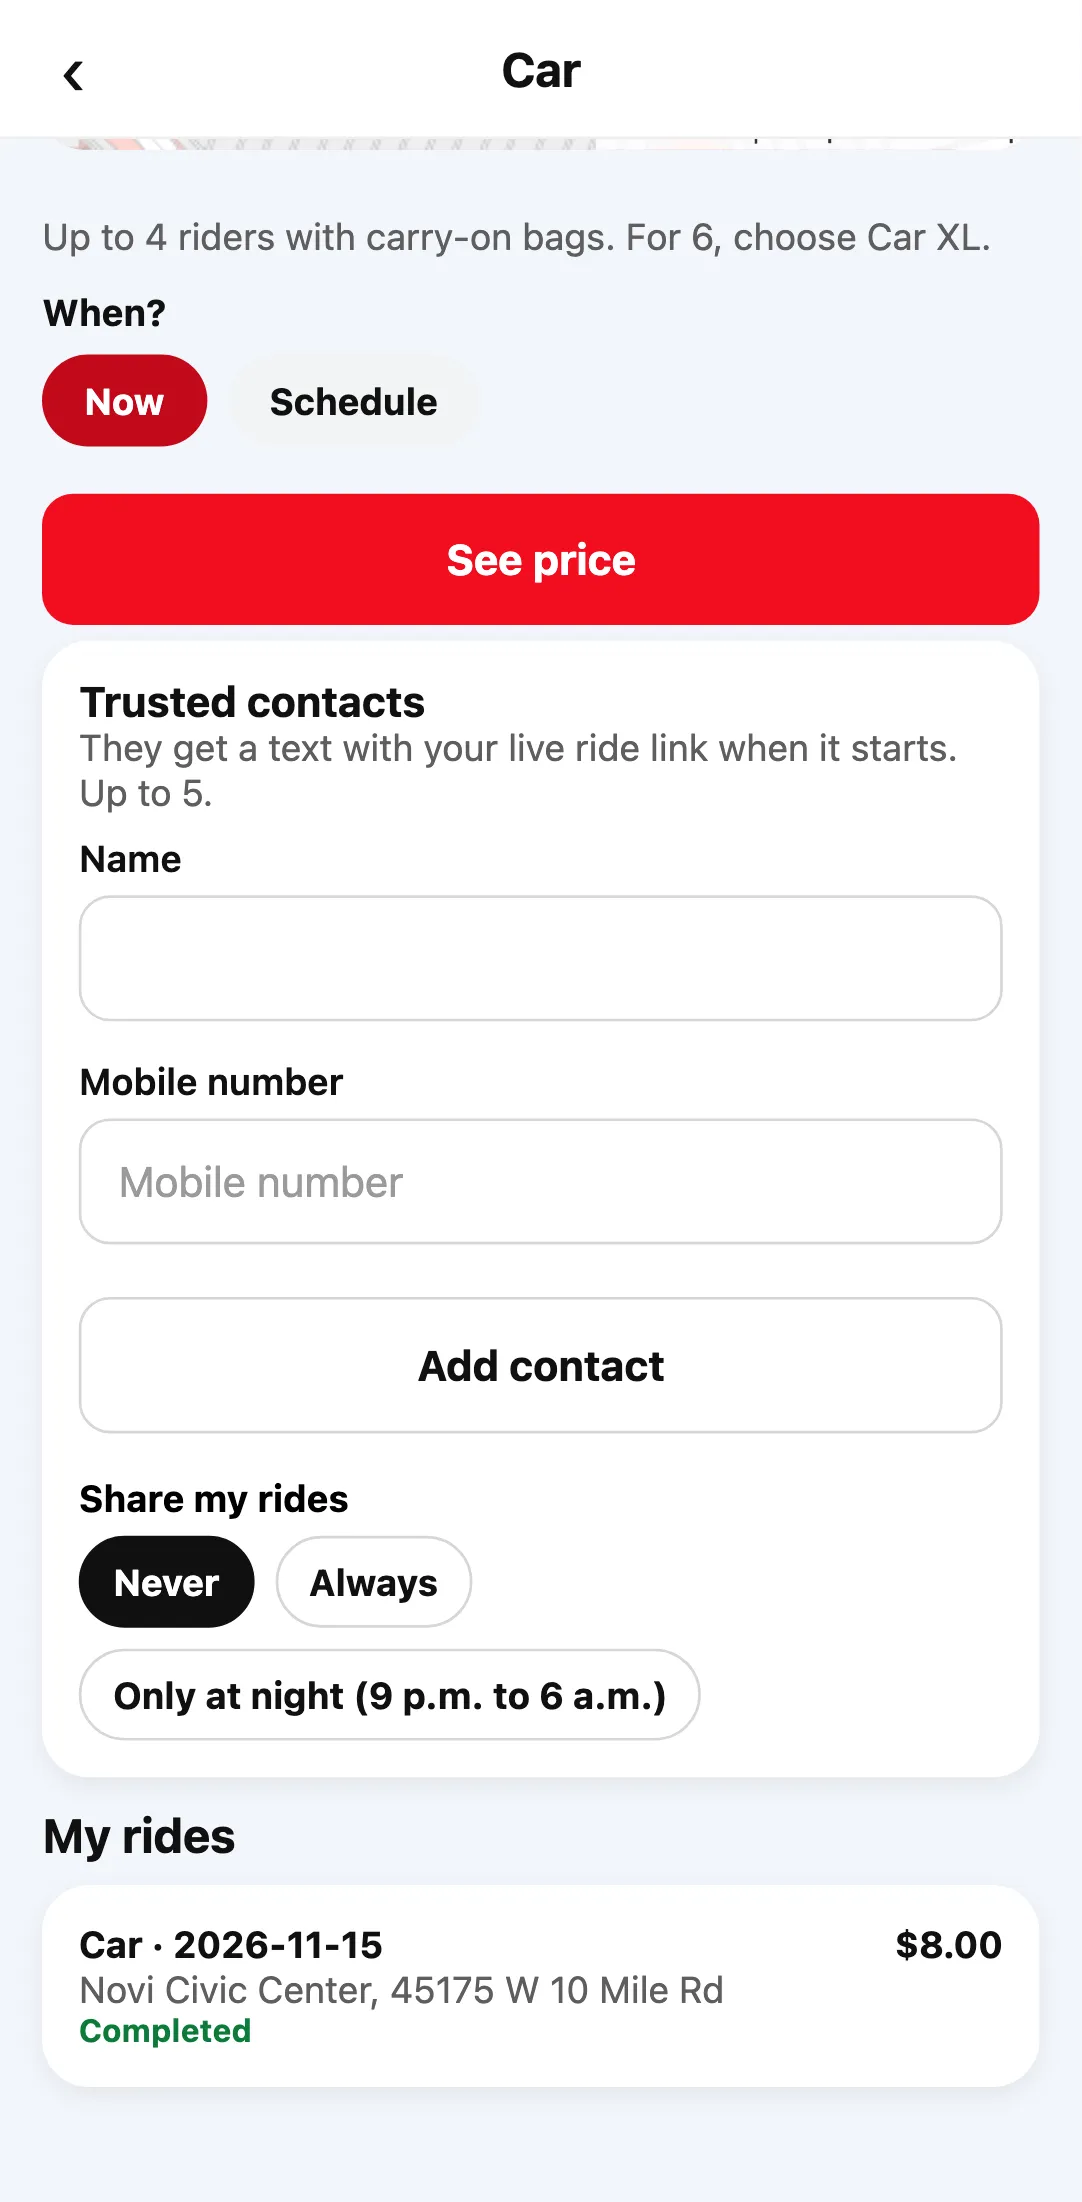 Car
Up to 4 riders with carry-on bags. For 6, choose Car XL.
When?
Now
Schedule
See price
Trusted contacts
They get a text with your live ride link when it starts.
Up to 5.
Name
Mobile number
Mobile number
Add contact
Share my rides
Never
Always
Only at night (9 p.m. to 6 a.m.)
My rides
Car · 2026-11-15
$8.00
Novi Civic Center, 45175 W 10 Mile Rd
Completed